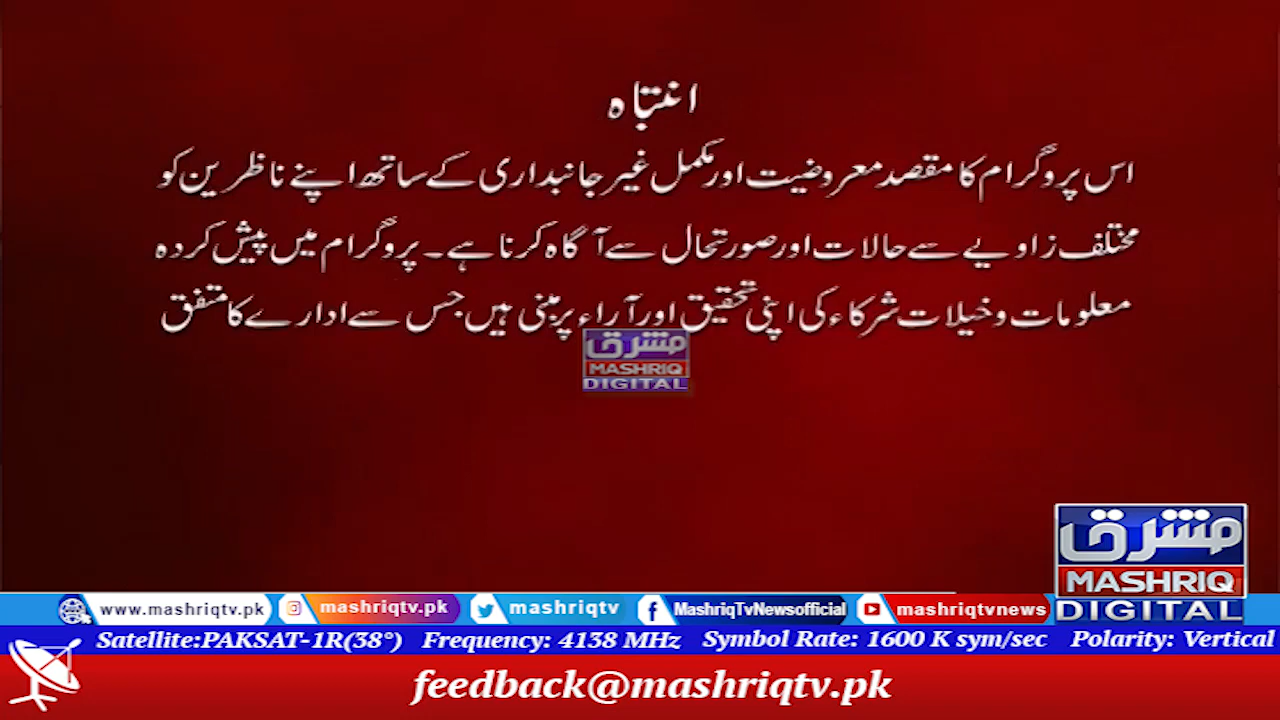 انتباہ
اس پروگرام کا مقصد معروضیت اور مکمل غیر جانبداری کے ساتھ اپنے ناظرین کو
مختلف زاویے سے حالات اور صورتحال سے آگاہ کرنا ہے۔ پروگرام میں پیش کردہ
معلومات و خیلات شرکاء کی اپنی تحقیق اور آراء پر مبنی ہیں جس سے ادارے کا متفق
مشرق
MASHRIQ
DIGITAL
مشرق
MASHRIQ
DIGITAL
www.mashriqtv.pk mashriqtv.pk mashriqtv MashriqTvNewsofficial mashriqtvnews
Satellite:PAKSAT-1R(38°) Frequency: 4138 MHz Symbol Rate: 1600 K sym/sec Polarity: Vertical
feedback@mashriqtv.pk